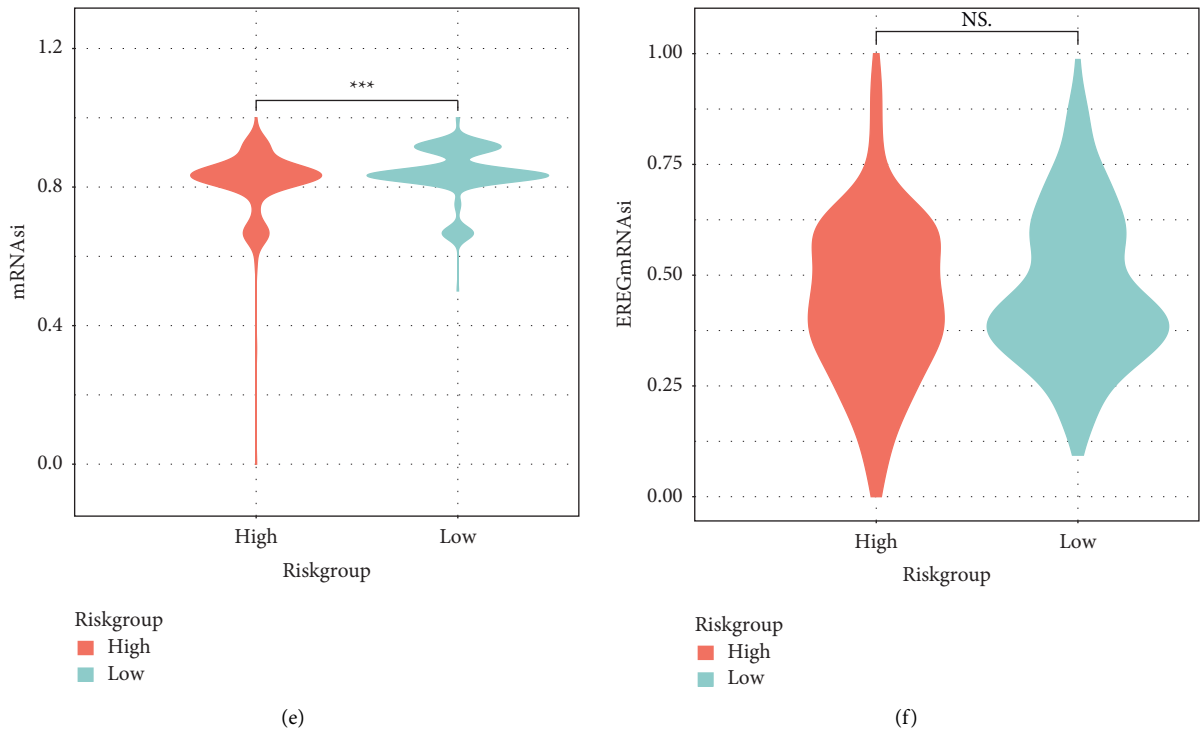 1.2
0.8
0.4
0.0
mRNAsi
***
High
Low
Riskgroup
Riskgroup
High
Low
(e)
1.00
0.75
0.50
0.25
0.00
EREGmRNAsi
NS.
High
Low
Riskgroup
Riskgroup
High
Low
(f)